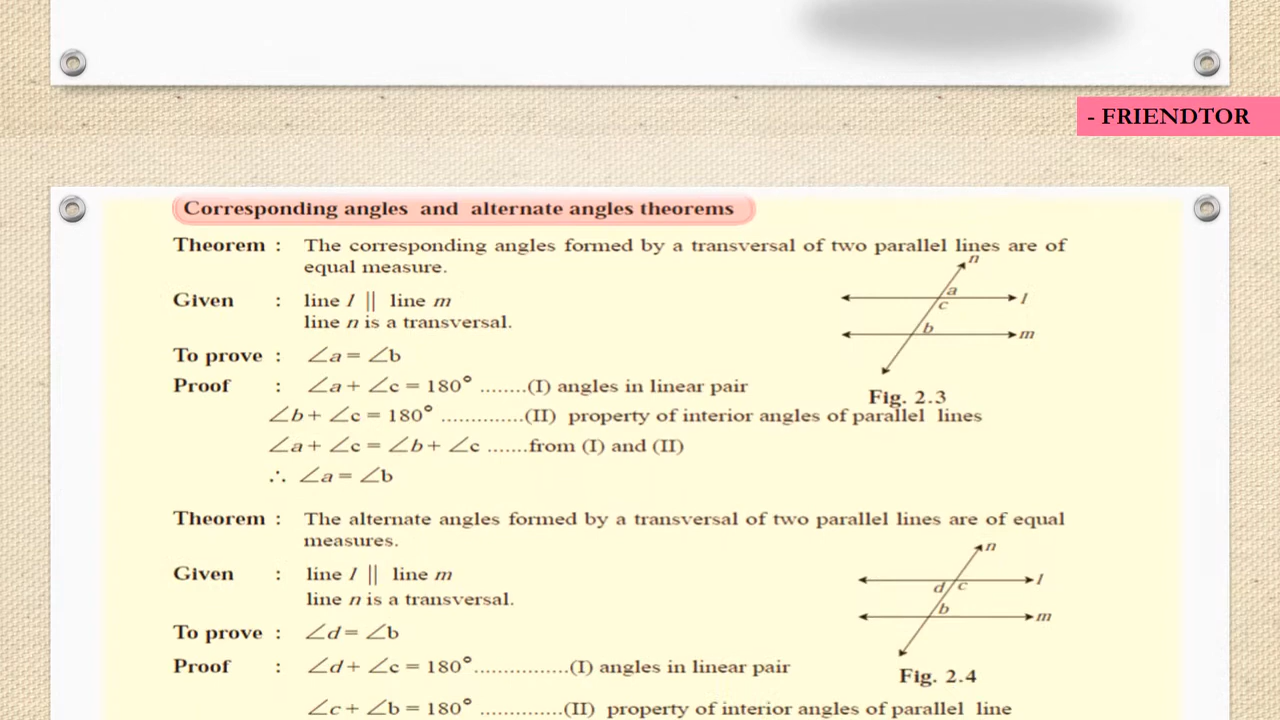 - FRIENDTOR
Corresponding angles and alternate angles theorems
Theorem : The corresponding angles formed by a transversal of two parallel lines are of
equal measure.
Given : line l || line m
line n is a transversal.
To prove : ∠a = ∠b
Proof : ∠a + ∠c = 180° ........(I) angles in linear pair
∠b + ∠c = 180° ..............(II) property of interior angles of parallel lines
∠a + ∠c = ∠b + ∠c .......from (I) and (II)
∴ ∠a = ∠b
n
a
l
c
b
m
Fig. 2.3
Theorem : The alternate angles formed by a transversal of two parallel lines are of equal
measures.
Given : line l || line m
line n is a transversal.
To prove : ∠d = ∠b
Proof : ∠d + ∠c = 180°................(I) angles in linear pair
∠c + ∠b = 180° ..............(II) property of interior angles of parallel line
n
l
d c
b
m
Fig. 2.4